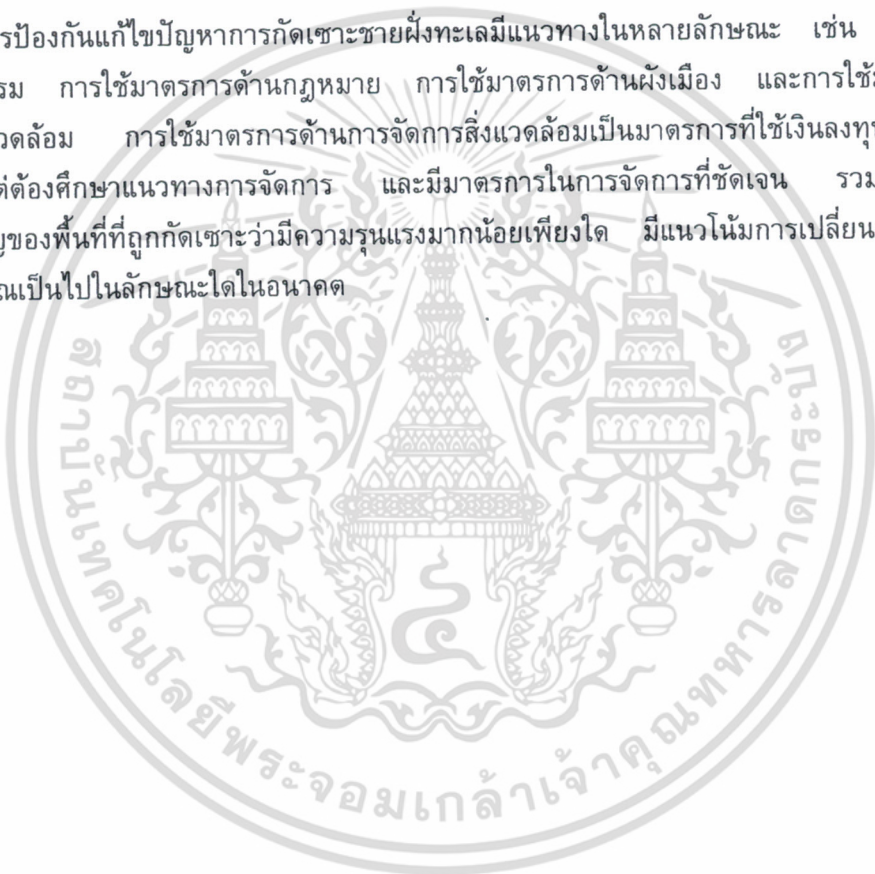 รป้องกันแก้ไขปัญหาการกัดเซาะชายฝั่งทะเลมีแนวทางในหลายลักษณะ เช่น
รม การใช้มาตรการด้านกฎหมาย การใช้มาตรการด้านผังเมือง และการใช้ม
วดล้อม การใช้มาตรการด้านการจัดการสิ่งแวดล้อมเป็นมาตรการที่ใช้เงินลงทุน
ต่ต้องศึกษาแนวทางการจัดการ และมีมาตรการในการจัดการที่ชัดเจน รวม
ญของพื้นที่ที่ถูกกัดเซาะว่ามีความรุนแรงมากน้อยเพียงใด มีแนวโน้มการเปลี่ยน
ณเป็นไปในลักษณะใดในอนาคต
สถาบันเทคโนโลยีพระจอมเกล้าเจ้าคุณทหารลาดกระบัง